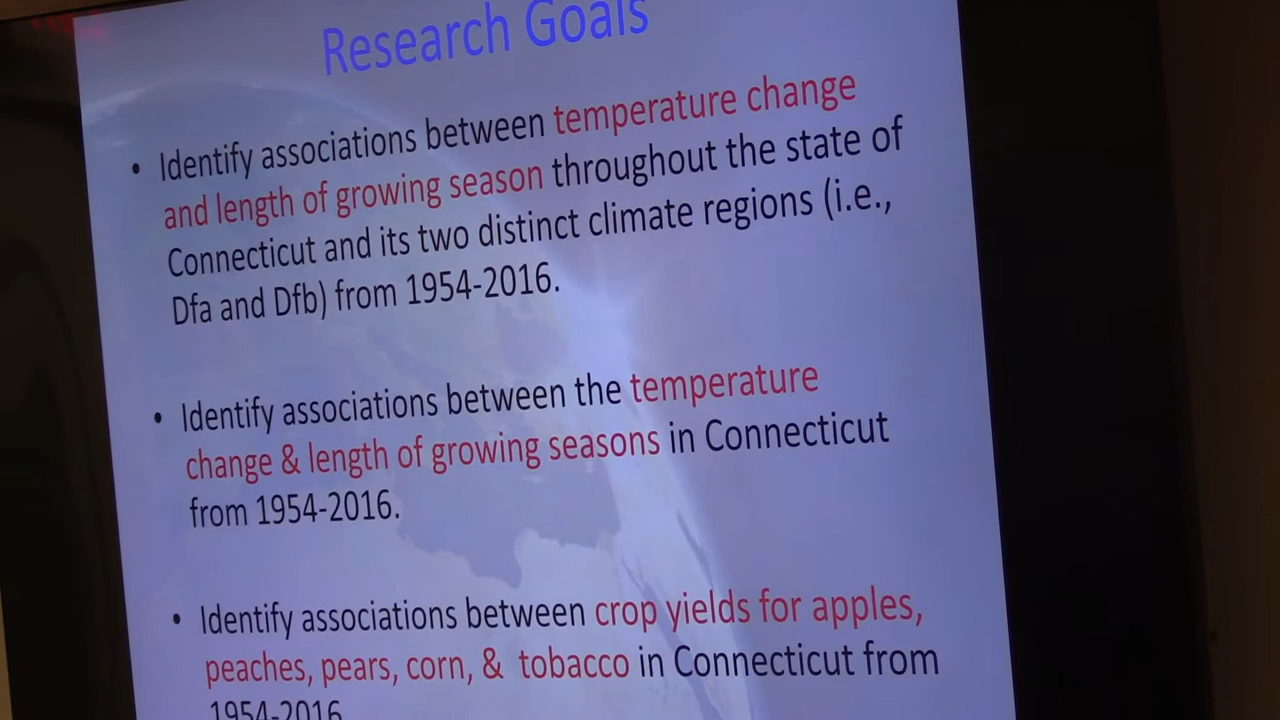 Research Goals
• Identify associations between temperature change
and length of growing season throughout the state of
Connecticut and its two distinct climate regions (i.e.,
Dfa and Dfb) from 1954-2016.
• Identify associations between the temperature
change & length of growing seasons in Connecticut
from 1954-2016.
• Identify associations between crop yields for apples,
peaches, pears, corn, & tobacco in Connecticut from
1954-2016